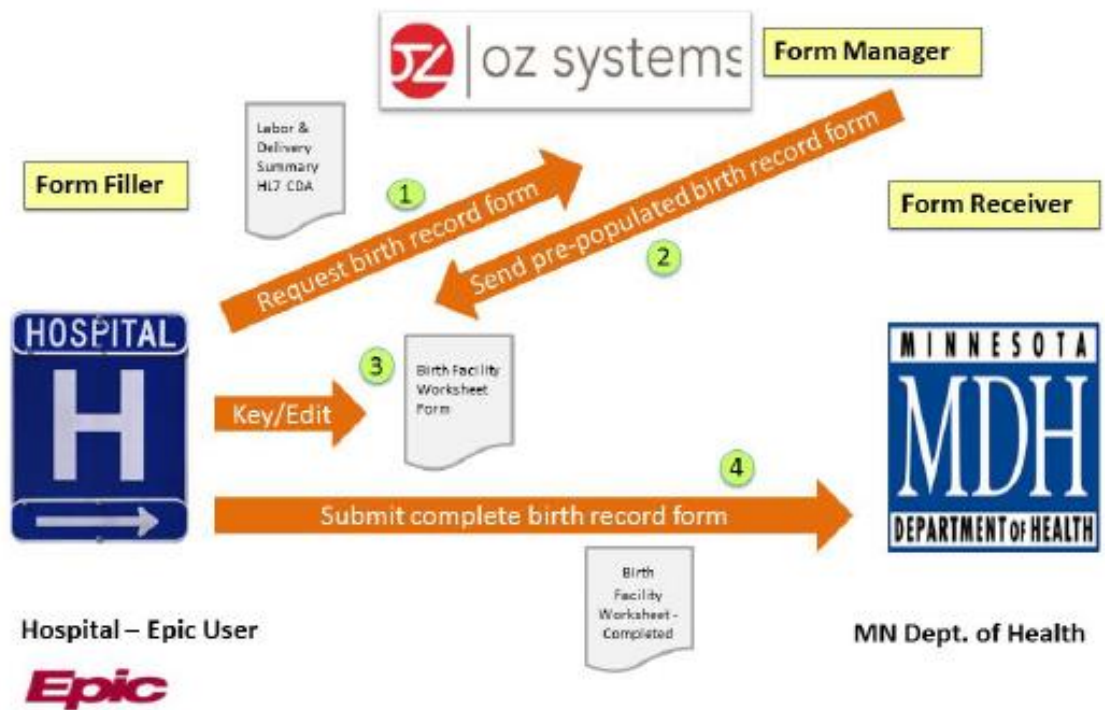 OZ | oz systems
Form Manager
Labor &
Delivery
Summary
HL7 CDA
Form Filler
1
Request birth record form
Send pre-populated birth record form
2
Form Receiver
HOSPITAL
H
3
Key/Edit
Birth Facility
Worksheet
Form
MINNESOTA
MDH
DEPARTMENT OF HEALTH
4
Submit complete birth record form
Birth
Facility
Worksheet -
Completed
Hospital – Epic User
Epic
MN Dept. of Health